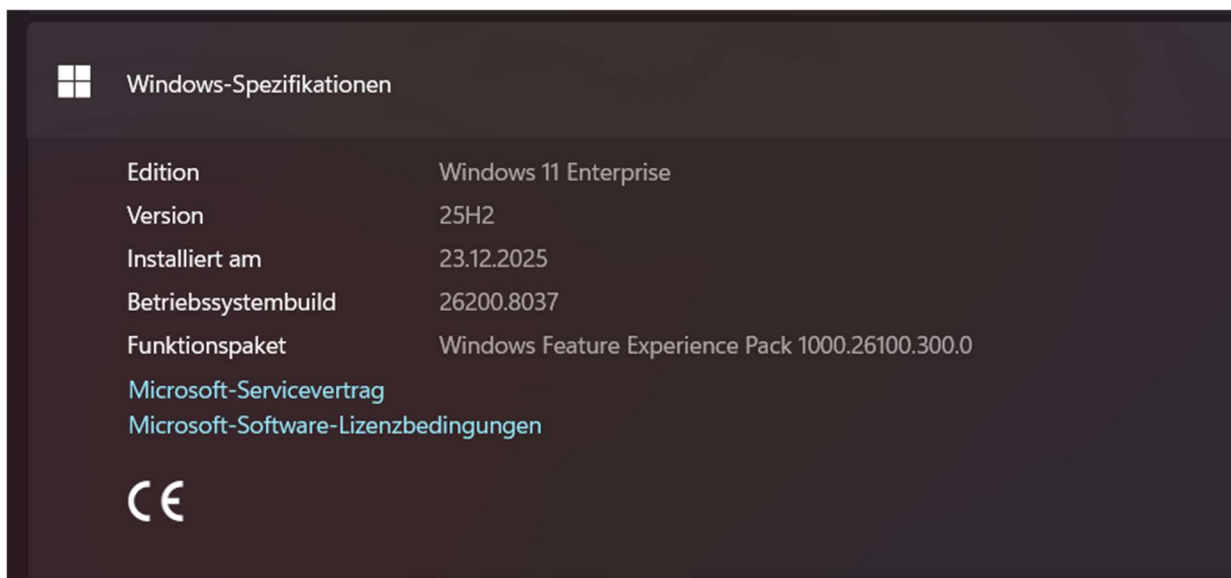 Windows-Spezifikationen
Edition Windows 11 Enterprise
Version 25H2
Installiert am 23.12.2025
Betriebssystembuild 26200.8037
Funktionspaket Windows Feature Experience Pack 1000.26100.300.0
Microsoft-Servicevertrag
Microsoft-Software-Lizenzbedingungen
CE